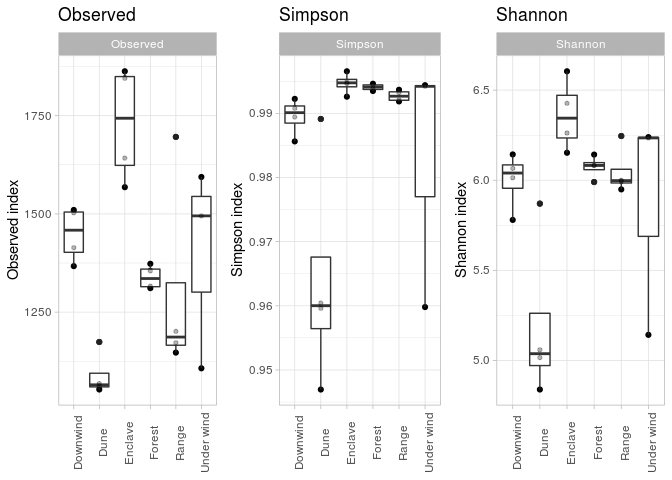 Observed
Observed
Observed index
1750
1500
1250
Downwind
Dune
Enclave
Forest
Range
Under wind
Simpson
Simpson
Simpson index
0.99
0.98
0.97
0.96
0.95
Downwind
Dune
Enclave
Forest
Range
Under wind
Shannon
Shannon
Shannon index
6.5
6.0
5.5
5.0
Downwind
Dune
Enclave
Forest
Range
Under wind